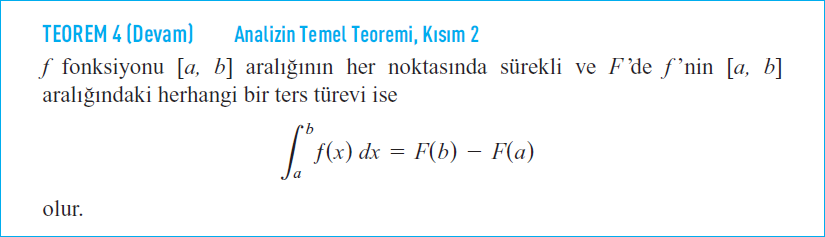 TEOREM 4 (Devam) Analizin Temel Teoremi, Kısım 2
f fonksiyonu [a, b] aralığının her noktasında sürekli ve F’de f’nin [a, b]
aralığındaki herhangi bir ters türevi ise
∫_a^b f(x) dx = F(b) − F(a)
olur.